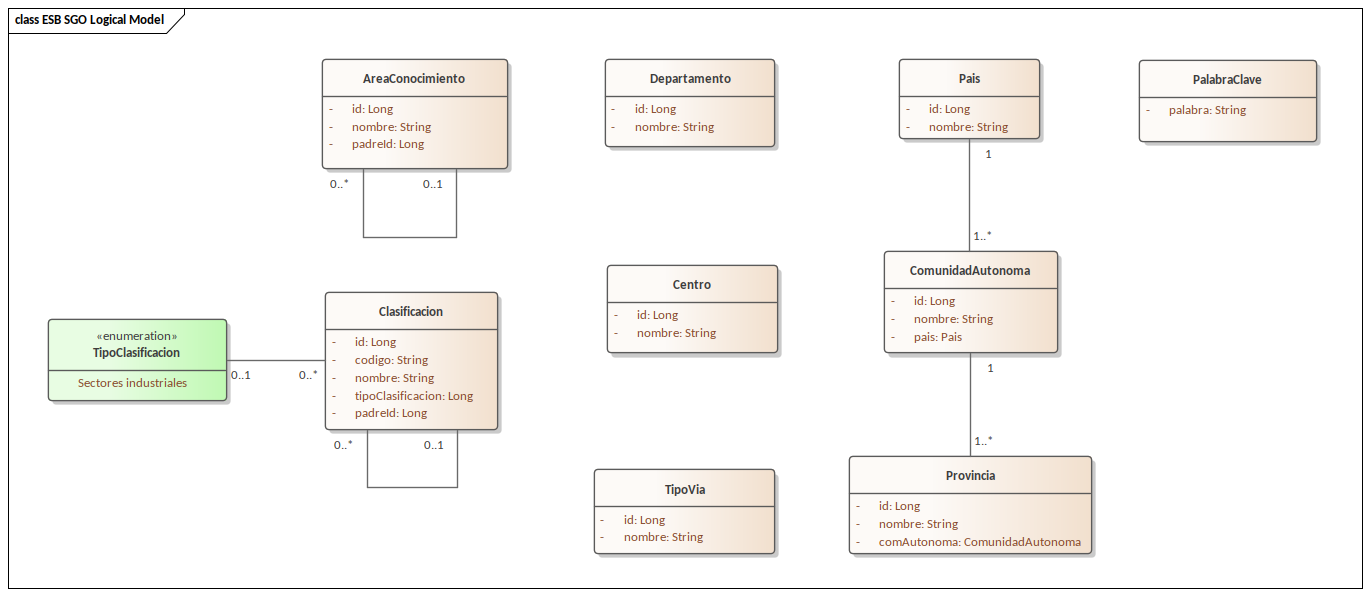 class ESB SGO Logical Model
AreaConocimiento
- id: Long
- nombre: String
- padreId: Long
0..*
0..1
Departamento
- id: Long
- nombre: String
Pais
- id: Long
- nombre: String
1
1..*
PalabraClave
- palabra: String
«enumeration»
TipoClasificacion
Sectores industriales
0..1
0..*
Clasificacion
- id: Long
- codigo: String
- nombre: String
- tipoClasificacion: Long
- padreId: Long
0..*
0..1
Centro
- id: Long
- nombre: String
ComunidadAutonoma
- id: Long
- nombre: String
- pais: Pais
1
1..*
TipoVia
- id: Long
- nombre: String
Provincia
- id: Long
- nombre: String
- comAutonoma: ComunidadAutonoma